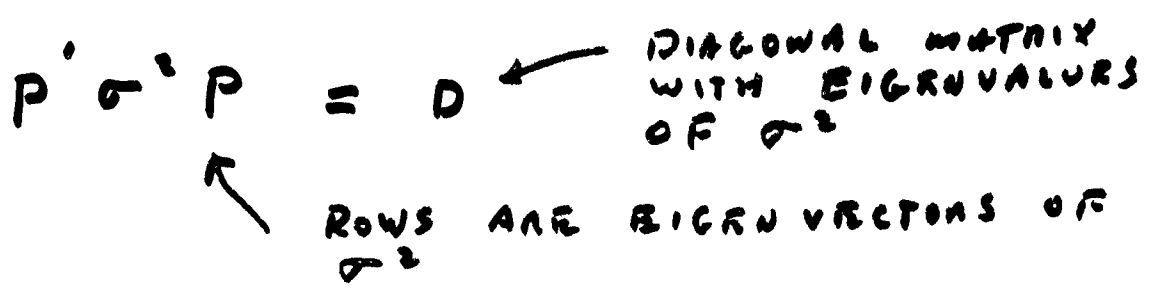 P' σ² P = D ← DIAGONAL MATRIX
WITH EIGENVALUES
OF σ²
ROWS ARE EIGENVECTORS OF
σ²